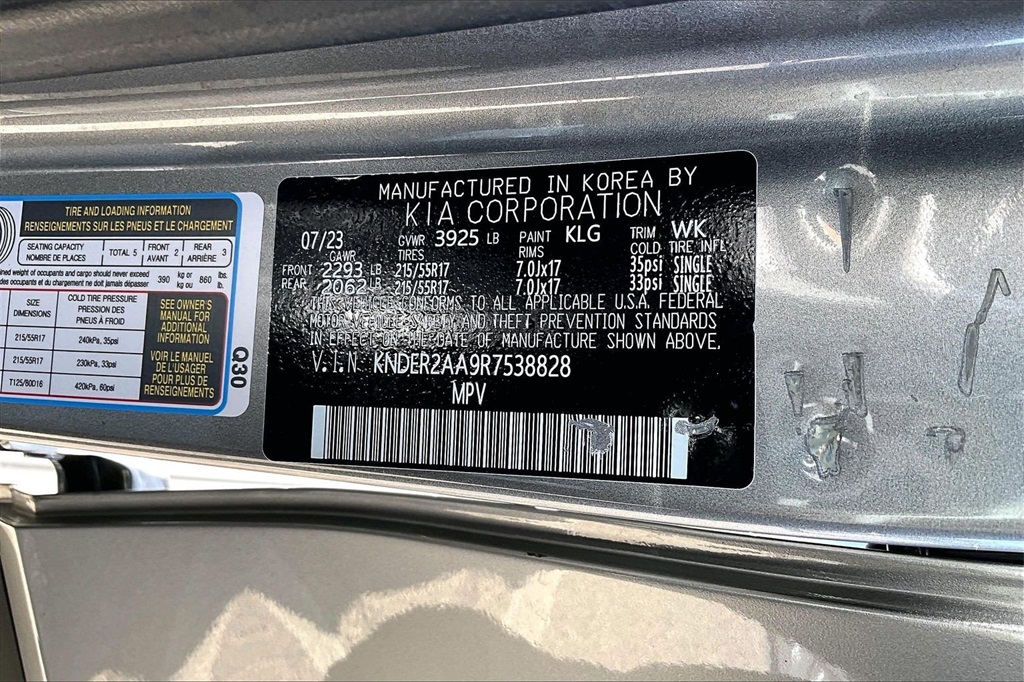 TIRE AND LOADING INFORMATION
RENSEIGNEMENTS SUR LES PNEUS ET LE CHARGEMENT
SEATING CAPACITY
NOMBRE DE PLACES
TOTAL 5
FRONT
AVANT 2
REAR
ARRIÈRE 3
weight of occupants and cargo should never exceed
des occupants et du chargement ne doit jamais dépasser
390 kg or
kg ou
860 lb.
lb.
SIZE
DIMENSIONS
COLD TIRE PRESSURE
PRESSION DES
PNEUS À FROID
215/55R17 240kPa, 35psi
215/55R17 230kPa, 33psi
T125/80D16 420kPa, 60psi
SEE OWNER'S
MANUAL FOR
ADDITIONAL
INFORMATION
VOIR LE MANUEL
DE L'USAGER
POUR PLUS DE
RENSEIGNEMENTS
Q30
MANUFACTURED IN KOREA BY
KIA CORPORATION
07/23 GVWR 3925 LB PAINT KLG TRIM WK
TIRES RIMS COLD TIRE INFL
FRONT 2293 LB 215/55R17 7.0Jx17 35psi SINGLE
REAR 2062 LB 215/55R17 7.0Jx17 33psi SINGLE
THIS VEHICLE CONFORMS TO ALL APPLICABLE U.S.A. FEDERAL
MOTOR VEHICLE SAFETY AND THEFT PREVENTION STANDARDS
IN EFFECT ON THE DATE OF MANUFACTURE SHOWN ABOVE.
V.I.N KNDER2AA9R7538828
MPV